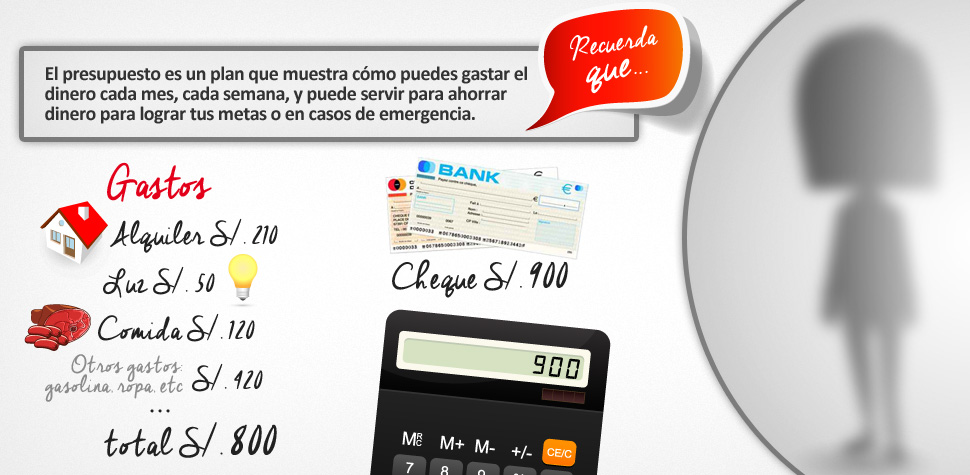 Recuerda
que...
El presupuesto es un plan que muestra cómo puedes gastar el
dinero cada mes, cada semana, y puede servir para ahorrar
dinero para lograr tus metas o en casos de emergencia.
Gastos
Alquiler S/. 210
Luz S/. 50
Comida S/. 120
Otros gastos:
gasolina, ropa, etc S/. 420
...
total S/. 800
BANK
Cheque S/. 900
900
MRC M+ M- +/- CE/C
7 8 9